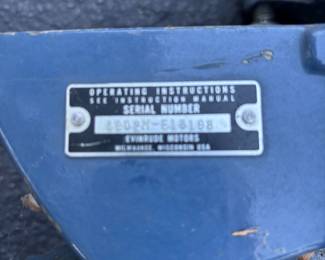 OPERATING INSTRUCTIONS
SEE INSTRUCTION MANUAL
SERIAL NUMBER
EVINRUDE MOTORS
MILWAUKEE, WISCONSIN USA